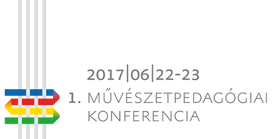 2017|06|22-23
1. MŰVÉSZETPEDAGÓGIAI
KONFERENCIA